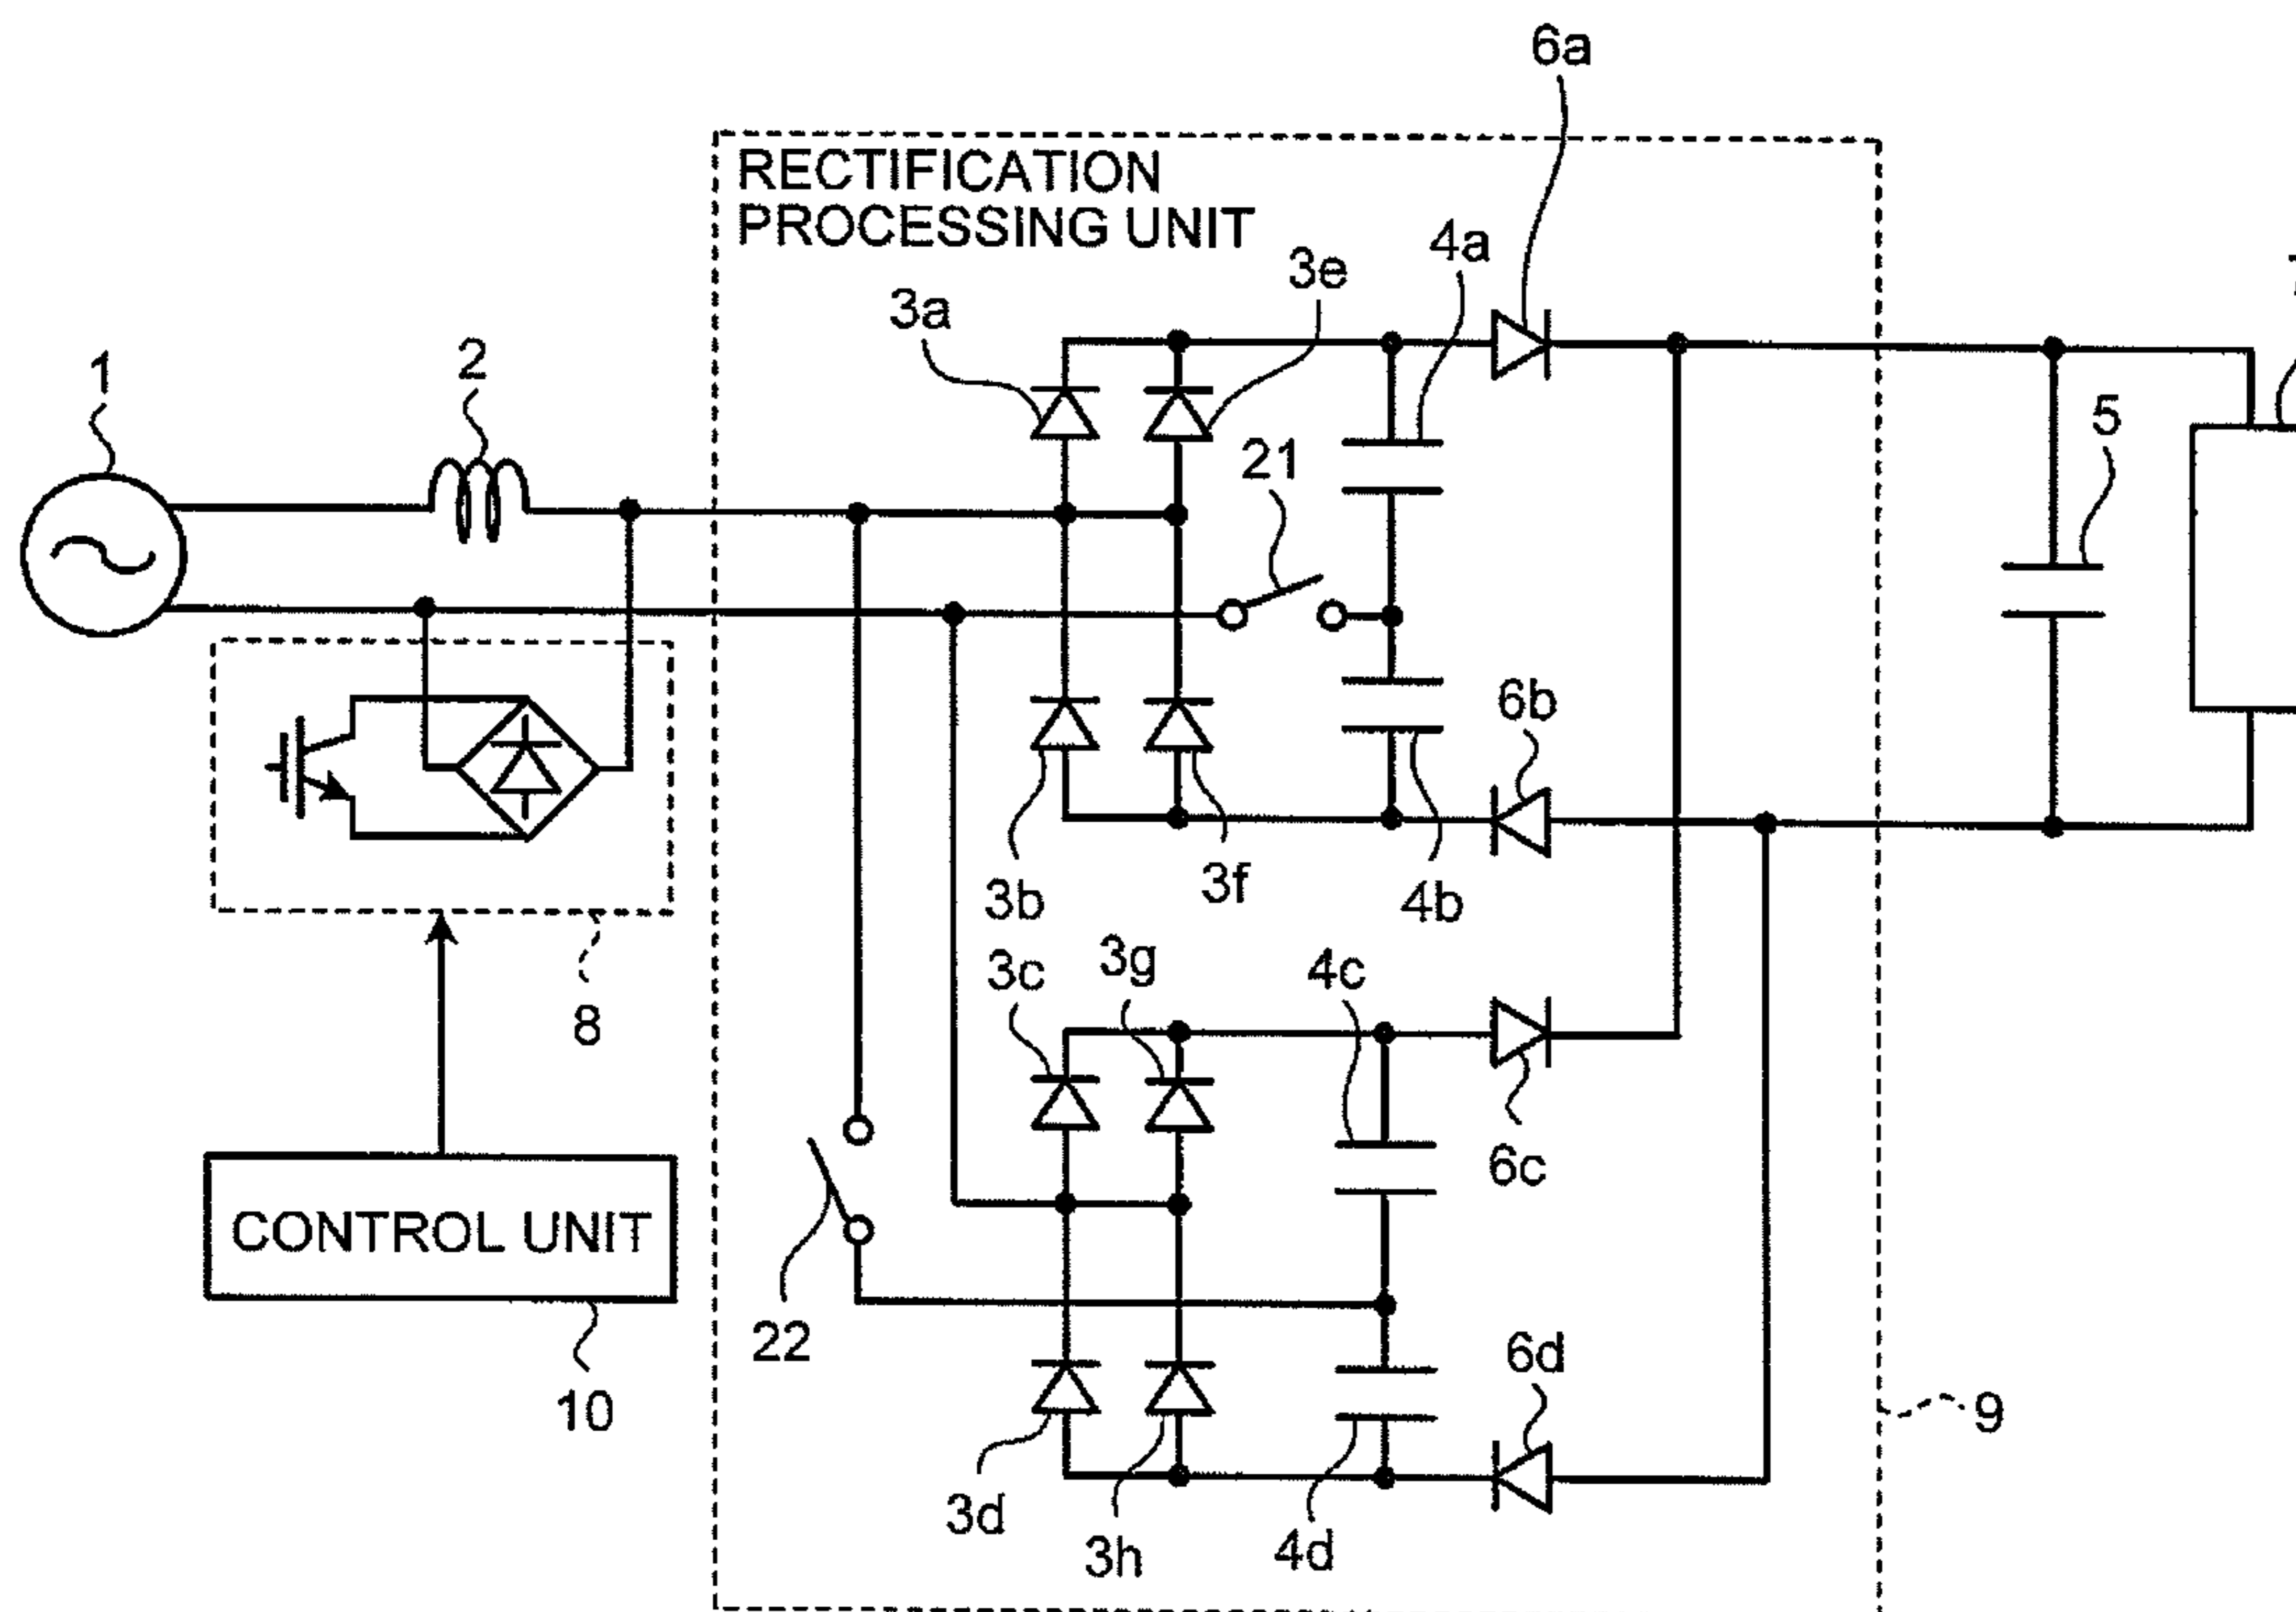 6a
RECTIFICATION
PROCESSING UNIT
4a
3e
3a
1
2
5
21
6b
3b
3f
4b
3c
3g
4c
8
6c
CONTROL UNIT
22
6d
10
9
3d
3h
4d